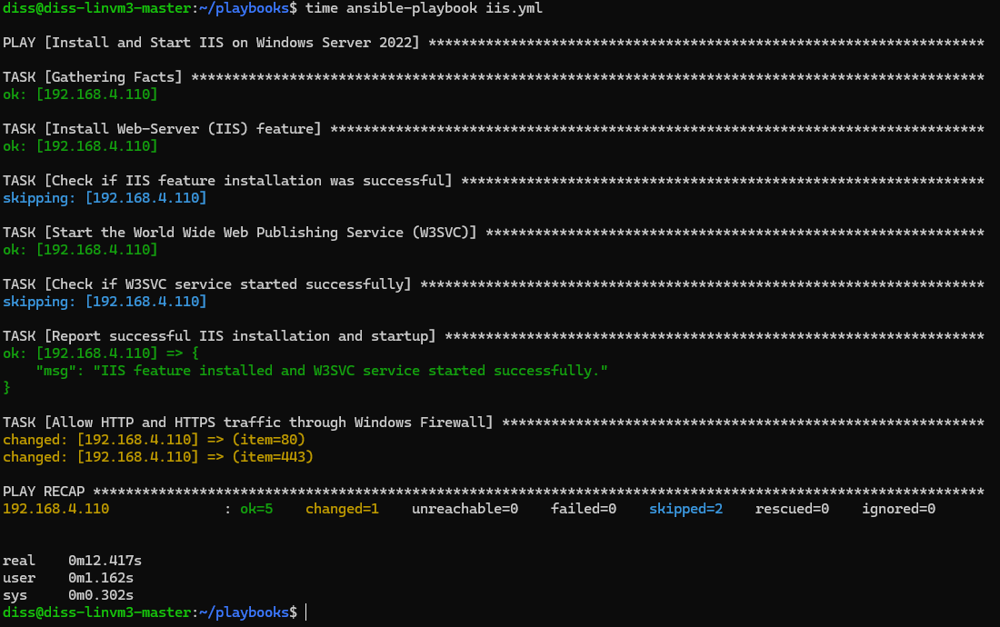 diss@diss-linvm3-master:~/playbooks$ time ansible-playbook iis.yml
PLAY [Install and Start IIS on Windows Server 2022] ********************************************************************
TASK [Gathering Facts] *************************************************************************************************
ok: [192.168.4.110]
TASK [Install Web-Server (IIS) feature] ********************************************************************************
ok: [192.168.4.110]
TASK [Check if IIS feature installation was successful] ****************************************************************
skipping: [192.168.4.110]
TASK [Start the World Wide Web Publishing Service (W3SVC)] *************************************************************
ok: [192.168.4.110]
TASK [Check if W3SVC service started successfully] *********************************************************************
skipping: [192.168.4.110]
TASK [Report successful IIS installation and startup] ******************************************************************
ok: [192.168.4.110] => {
    "msg": "IIS feature installed and W3SVC service started successfully."
}
TASK [Allow HTTP and HTTPS traffic through Windows Firewall] ***********************************************************
changed: [192.168.4.110] => (item=80)
changed: [192.168.4.110] => (item=443)
PLAY RECAP *************************************************************************************************************
192.168.4.110              : ok=5    changed=1    unreachable=0    failed=0    skipped=2    rescued=0    ignored=0
real    0m12.417s
user    0m1.162s
sys     0m0.302s
diss@diss-linvm3-master:~/playbooks$